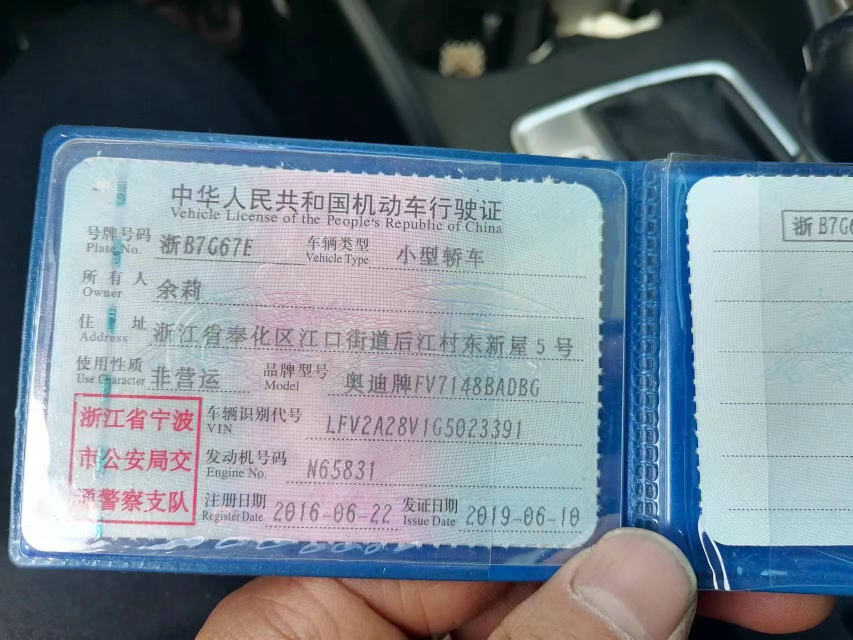 中华人民共和国机动车行驶证
Vehicle License of the People's Republic of China
号牌号码 浙B7G67E 车辆类型 小型轿车
Plate No. Vehicle Type
所有人 余莉
Owner
住址 浙江省奉化区江口街道后江村东新屋5号
Address
使用性质 非营运 品牌型号 奥迪牌FV7148BADBG
Use Character Model
浙江省宁波
市公安局交
通警察支队
车辆识别代号 LFV2A28V1G5023391
VIN
发动机号码 N65831
Engine No.
注册日期 2016-06-22 发证日期 2019-06-10
Register Date Issue Date
浙B7G6